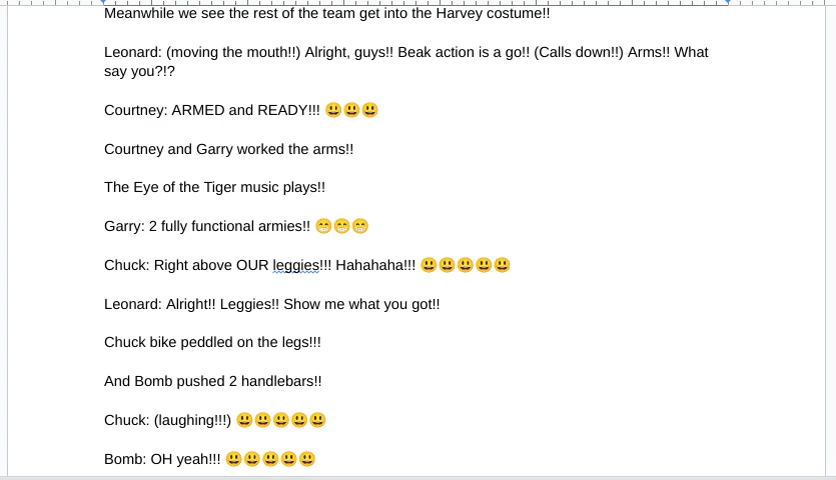 Meanwhile we see the rest of the team get into the Harvey costume!!
Leonard: (moving the mouth!!) Alright, guys!! Beak action is a go!! (Calls down!!) Arms!! What
say you?!?
Courtney: ARMED and READY!!! 😃😃😃
Courtney and Garry worked the arms!!
The Eye of the Tiger music plays!!
Garry: 2 fully functional armies!! 😁😁😁
Chuck: Right above OUR leggies!!! Hahahaha!!! 😃😃😃😃😃
Leonard: Alright!! Leggies!! Show me what you got!!
Chuck bike peddled on the legs!!!
And Bomb pushed 2 handlebars!!
Chuck: (laughing!!!) 😃😃😃😃😃
Bomb: OH yeah!!! 😃😃😃😃😃